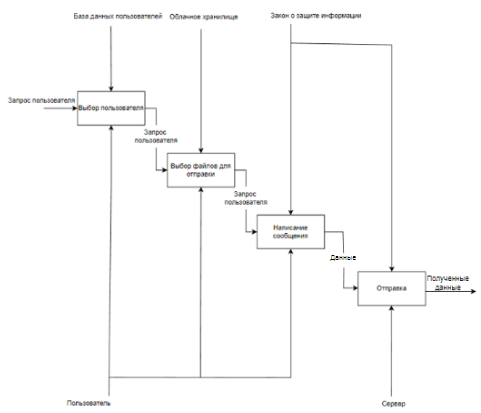 База данных пользователей
Облачное хранилище
Закон о защите информации
Запрос пользователя
Выбор пользователя
Запрос
пользователя
Выбор файлов для
отправки
Запрос
пользователя
Написание
сообщения
Данные
Отправка
Полученные
данные
Пользователь
Сервер